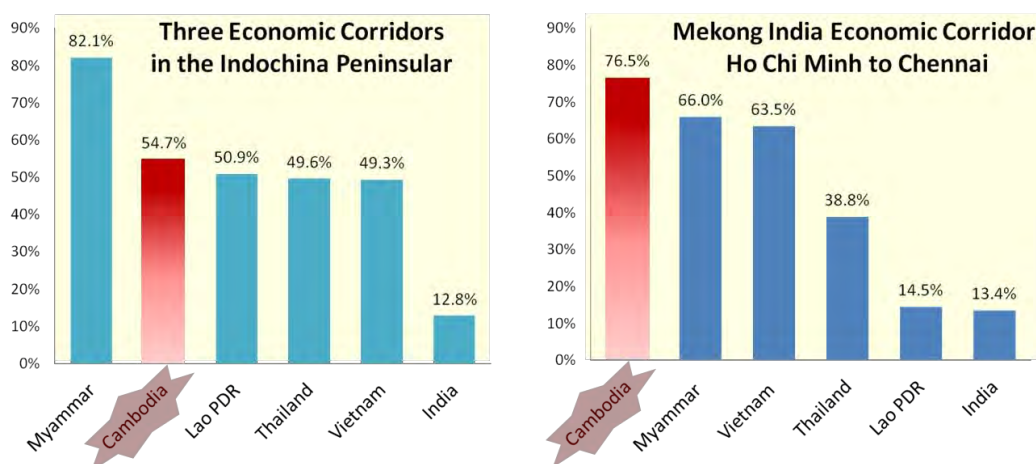 Three Economic Corridors
in the Indochina Peninsular
90%
80%
70%
60%
50%
40%
30%
20%
10%
0%
82.1%
54.7%
50.9%
49.6%
49.3%
12.8%
Myammar
Cambodia
Lao PDR
Thailand
Vietnam
India
Mekong India Economic Corridor
Ho Chi Minh to Chennai
90%
80%
70%
60%
50%
40%
30%
20%
10%
0%
76.5%
66.0%
63.5%
38.8%
14.5%
13.4%
Cambodia
Myammar
Vietnam
Thailand
Lao PDR
India